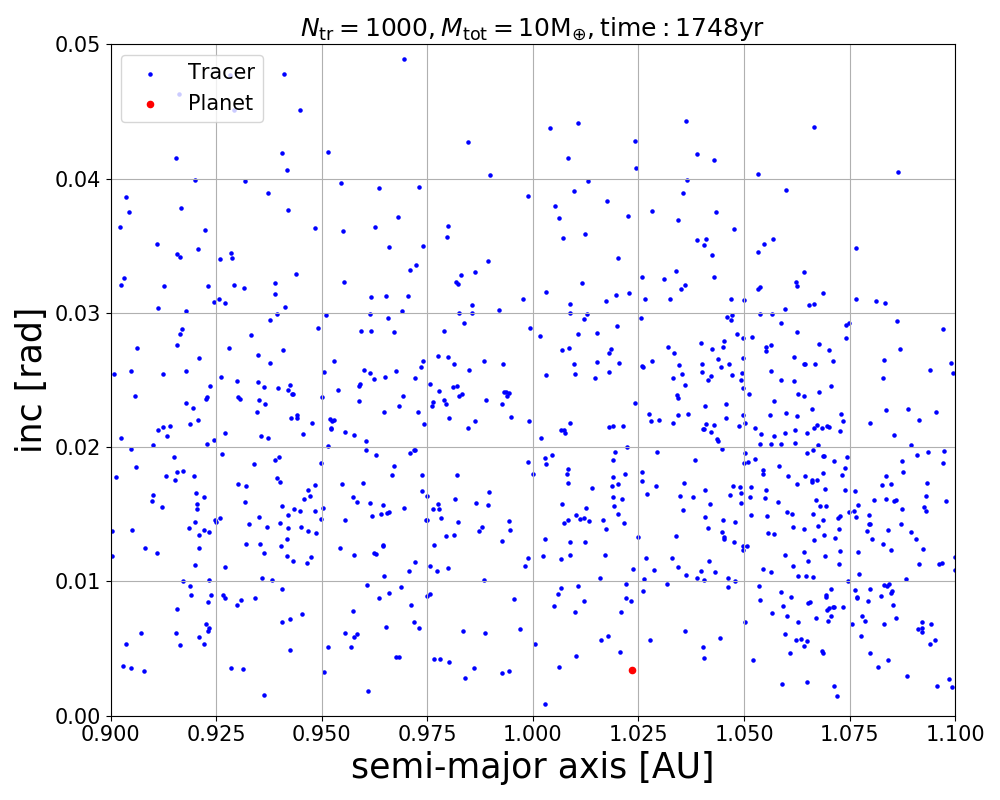 N_tr = 1000, M_tot = 10M_⊕, time : 1748yr
0.05
Tracer
Planet
0.04
0.03
inc [rad]
0.02
0.01
0.00
0.900 0.925 0.950 0.975 1.000 1.025 1.050 1.075 1.100
semi-major axis [AU]